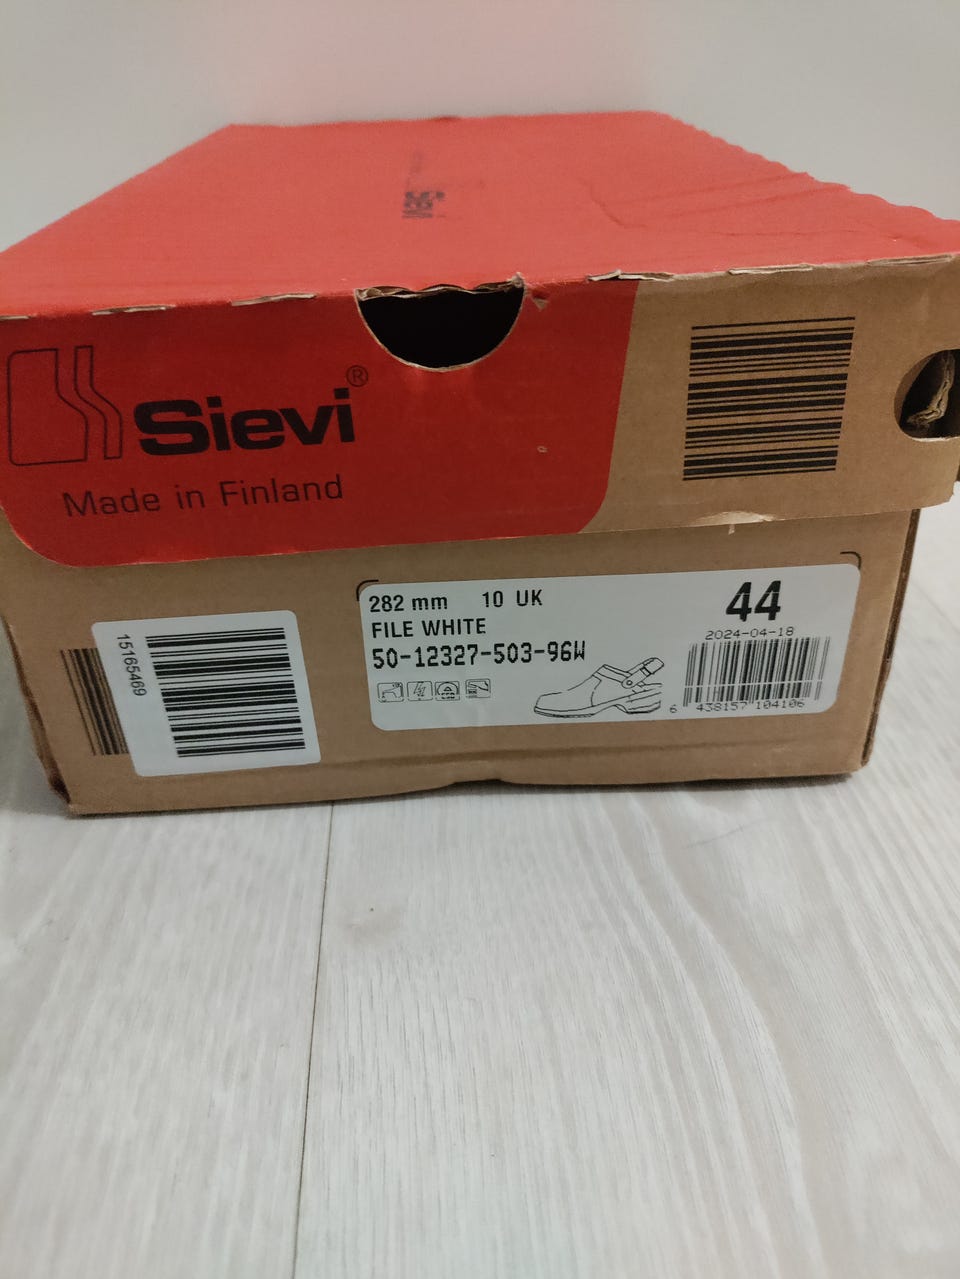 Sievi®
Made in Finland
15165469
282 mm 10 UK
FILE WHITE
50-12327-503-96W
44
2024-04-18
6 438157 104106